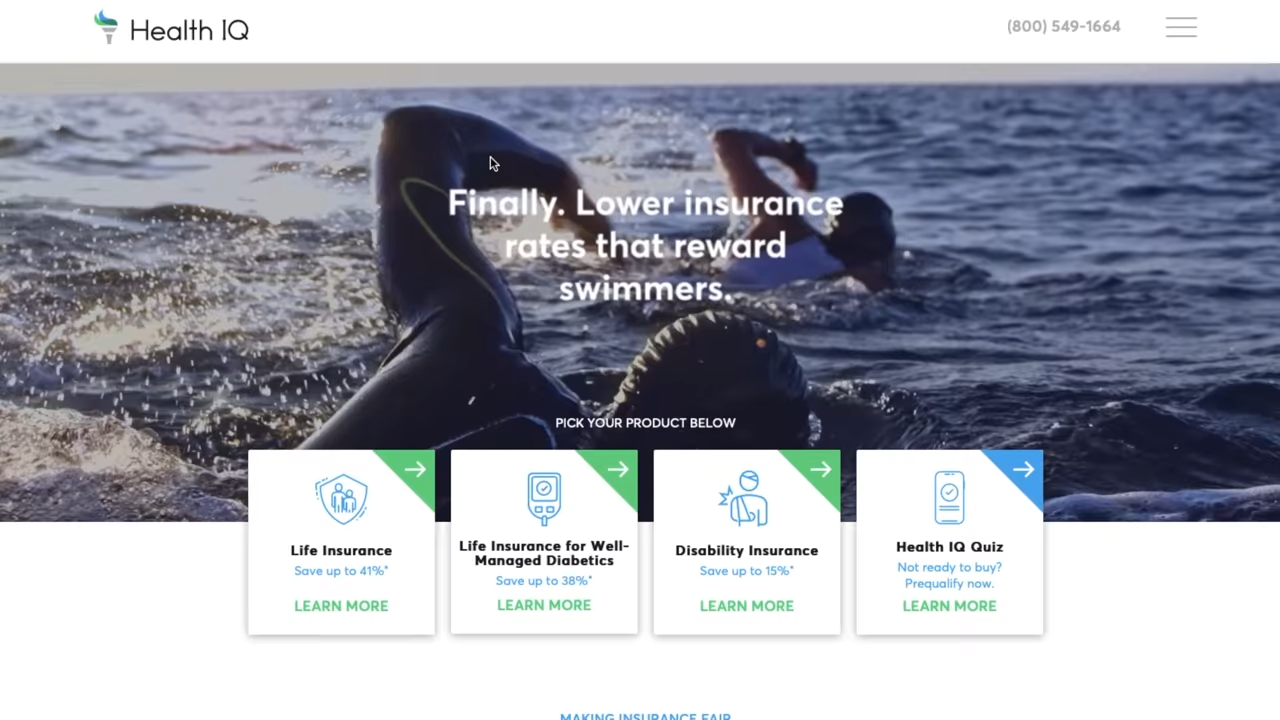 Health IQ
(800) 549-1664
Finally. Lower insurance
rates that reward
swimmers.
PICK YOUR PRODUCT BELOW
Life Insurance
Save up to 41%*
LEARN MORE
Life Insurance for Well-
Managed Diabetics
Save up to 38%*
LEARN MORE
Disability Insurance
Save up to 15%*
LEARN MORE
Health IQ Quiz
Not ready to buy?
Prequalify now.
LEARN MORE
MAKING INSURANCE FAIR